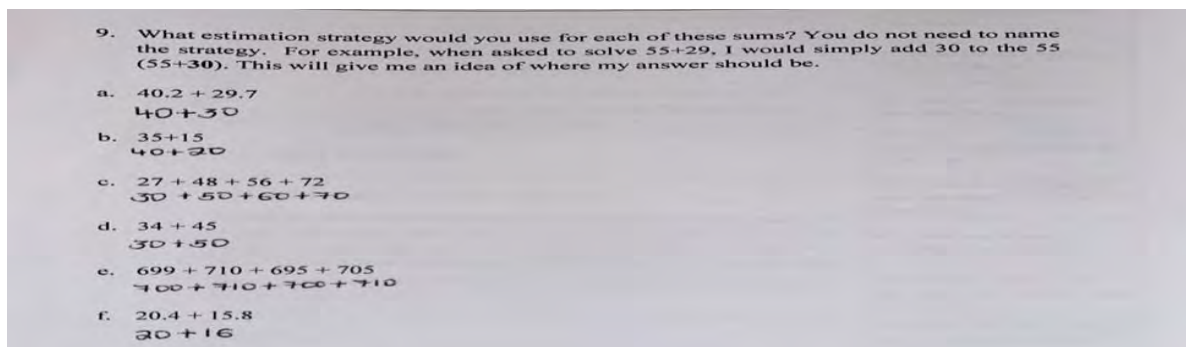 9. What estimation strategy would you use for each of these sums? You do not need to name
the strategy. For example, when asked to solve 55+29, I would simply add 30 to the 55
(55+30). This will give me an idea of where my answer should be.
a. 40.2 + 29.7
40+30
b. 35+15
40+20
c. 27 + 48 + 56 + 72
30 + 50 + 60 + 70
d. 34 + 45
30 + 50
e. 699 + 710 + 695 + 705
700 + 710 + 700 + 710
f. 20.4 + 15.8
20 + 16